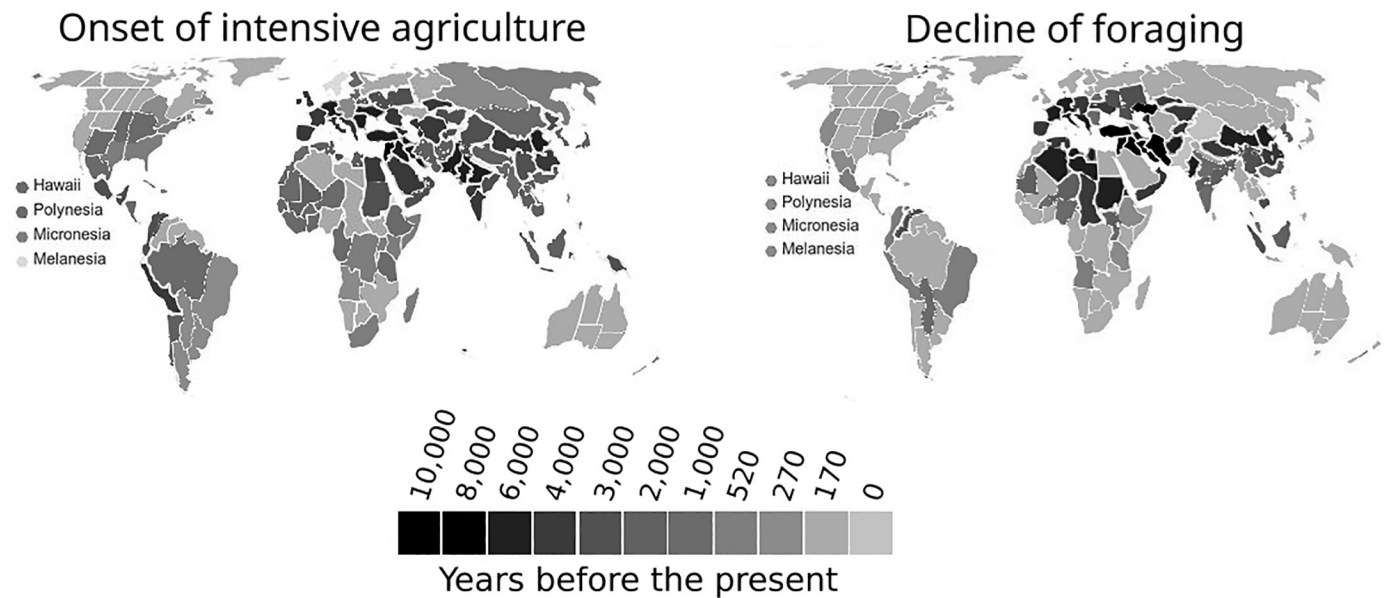 Onset of intensive agriculture
Decline of foraging
Hawaii
Polynesia
Micronesia
Melanesia
Hawaii
Polynesia
Micronesia
Melanesia
10,000
8,000
6,000
4,000
3,000
2,000
1,000
520
270
170
0
Years before the present